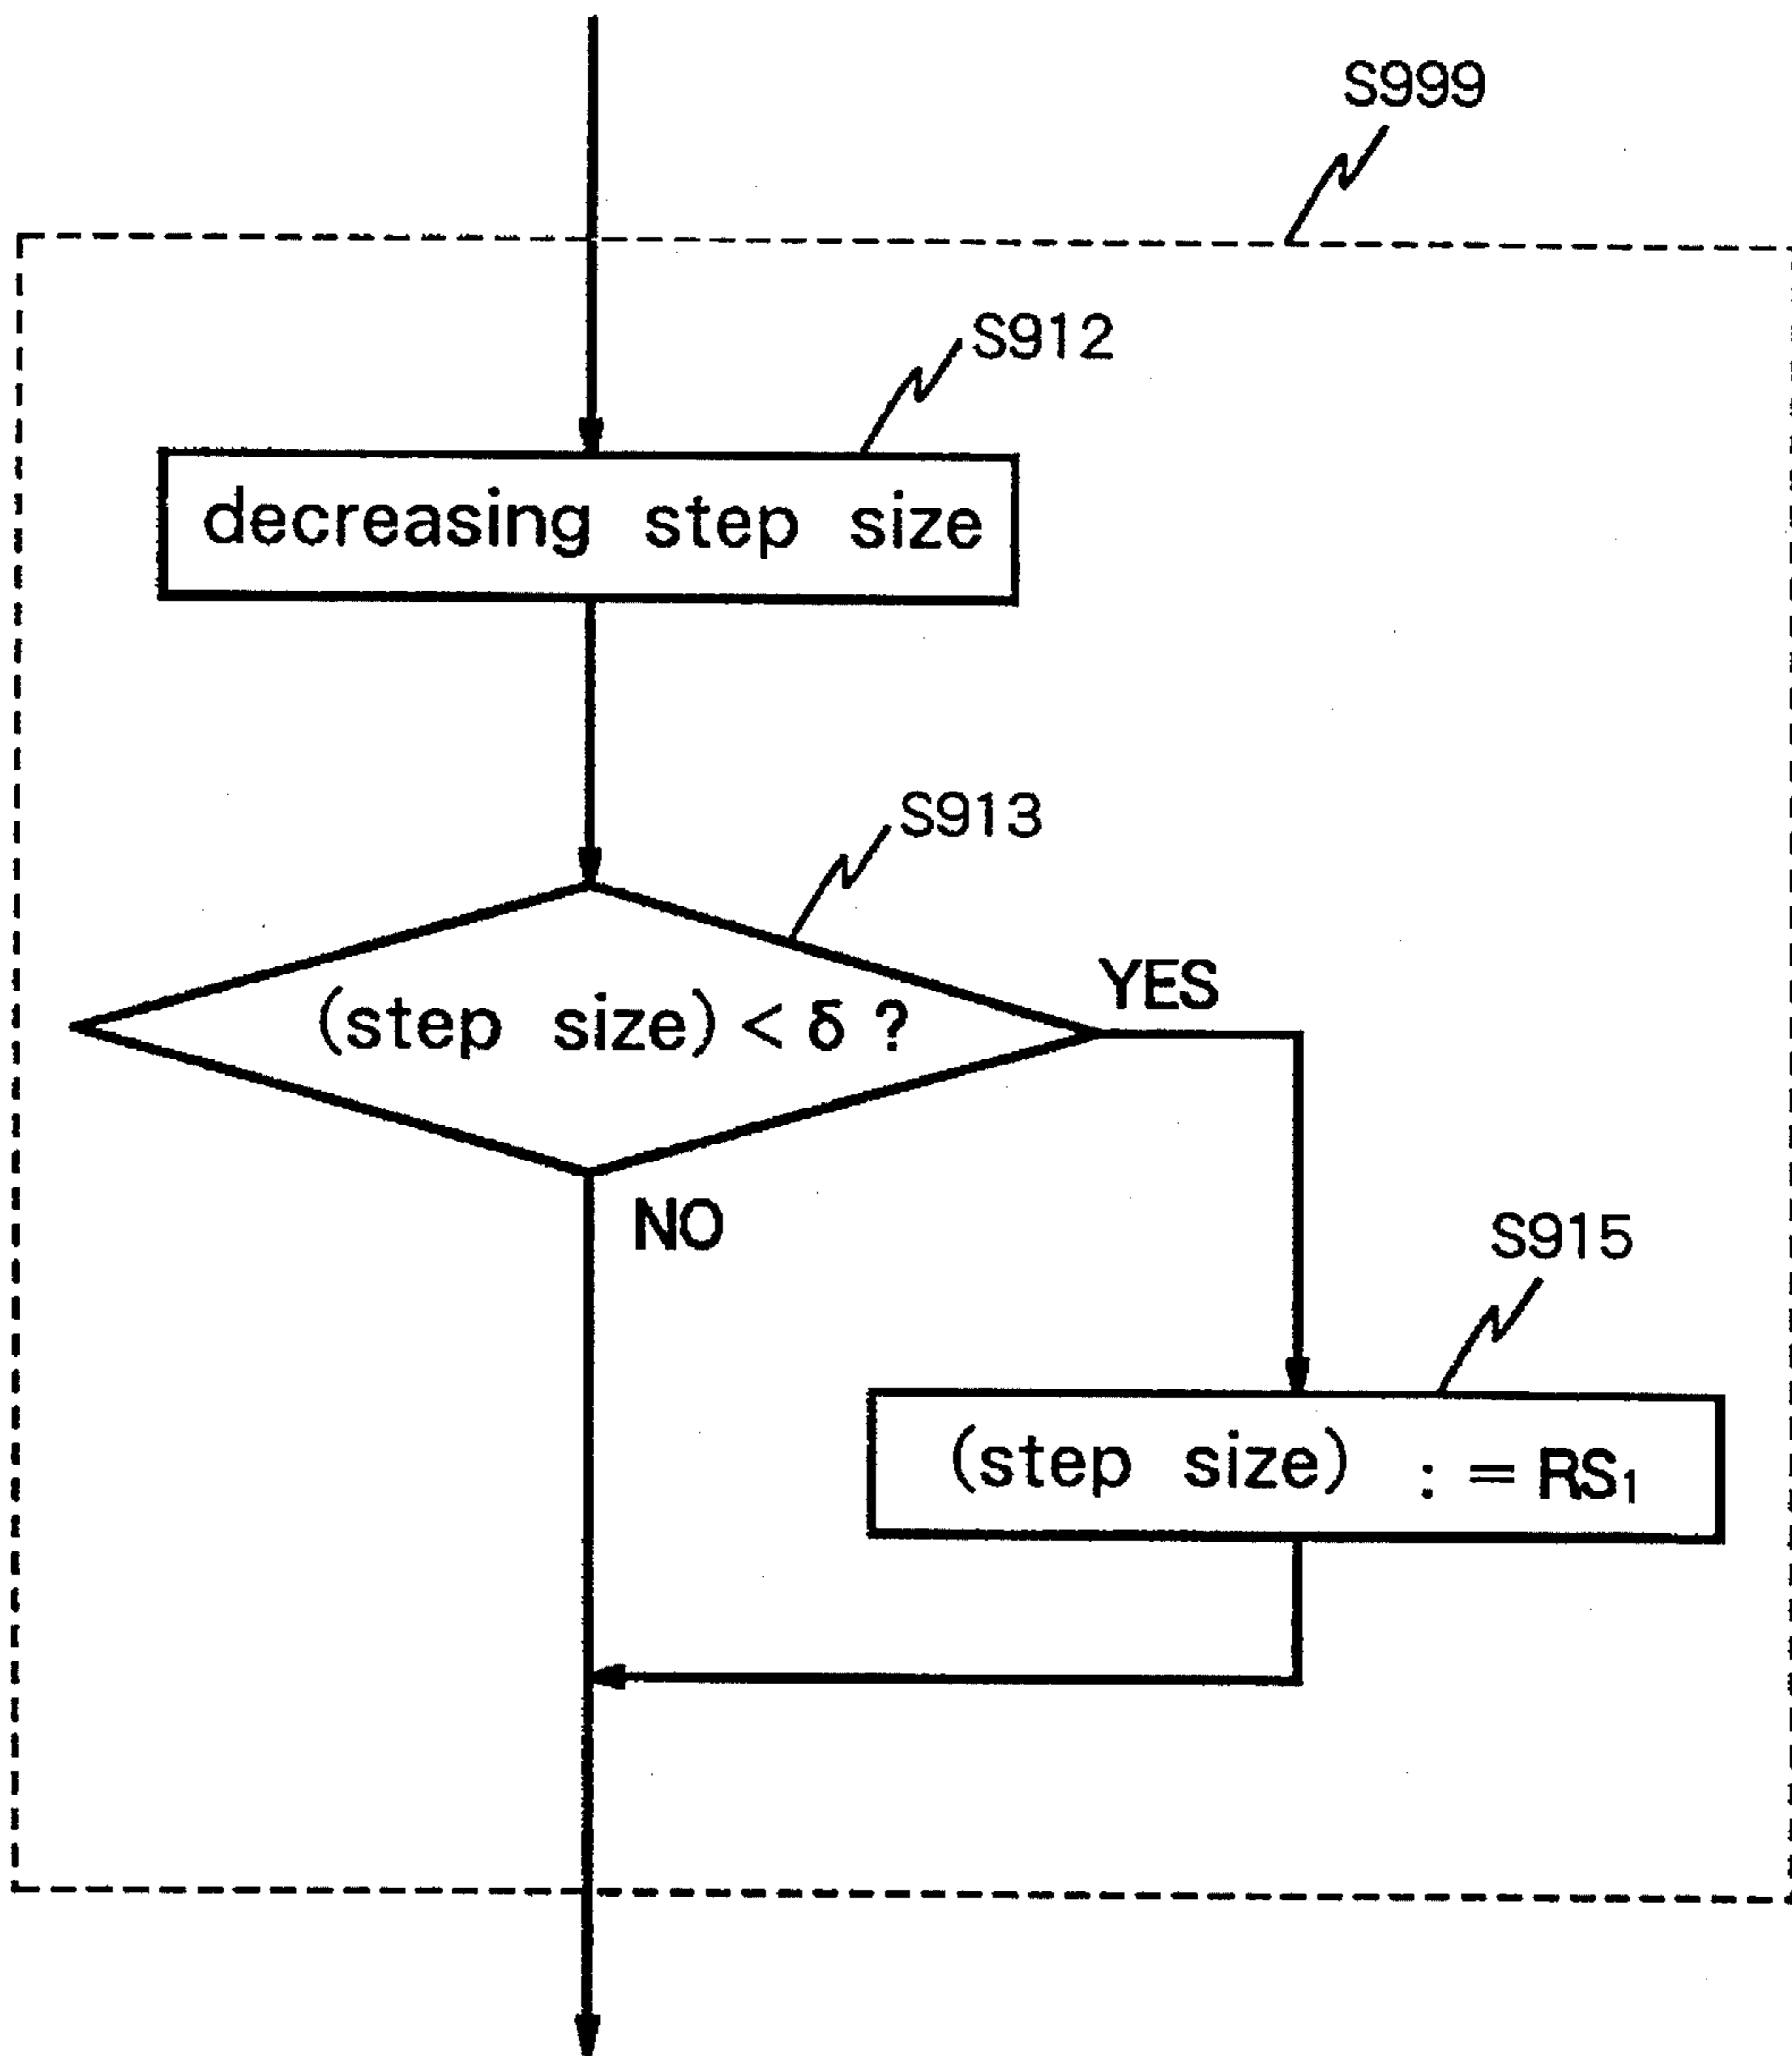 S999
S912
decreasing step size
S913
(step size) < δ ?
YES
NO
S915
(step size) := RS₁